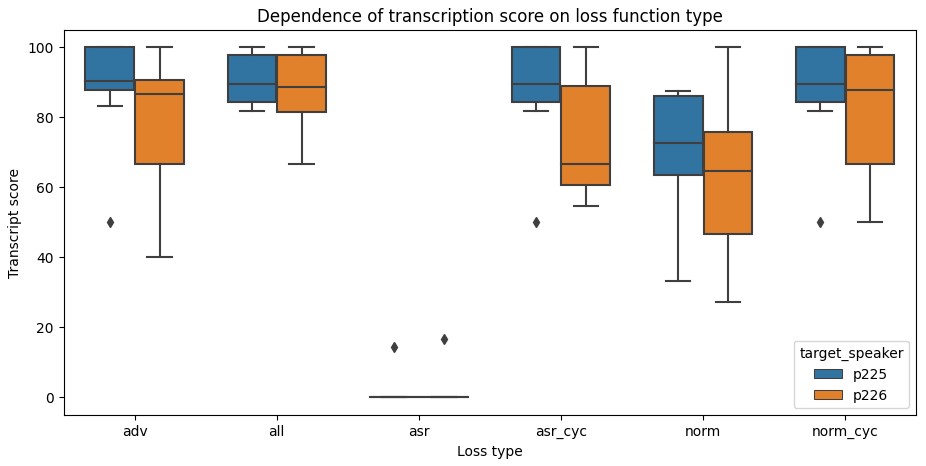 Dependence of transcription score on loss function type
Transcript score
100
80
60
40
20
0
adv all asr asr_cyc norm norm_cyc
Loss type
target_speaker
p225
p226